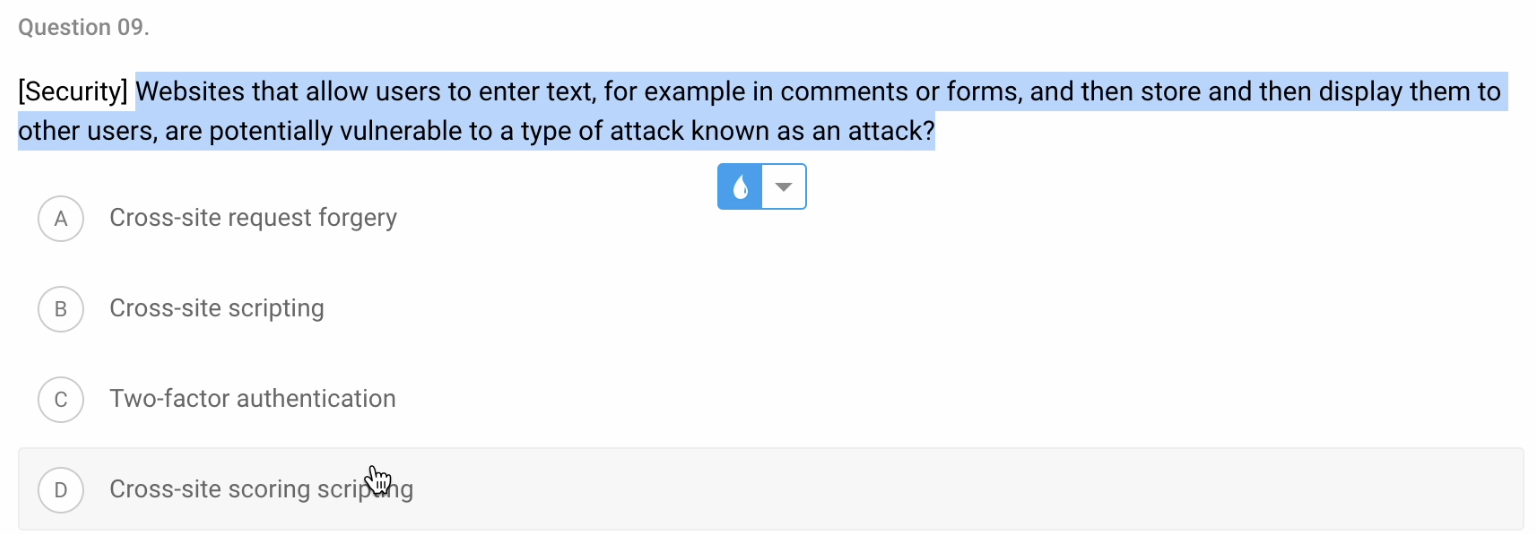 Question 09.
[Security] Websites that allow users to enter text, for example in comments or forms, and then store and then display them to
other users, are potentially vulnerable to a type of attack known as an attack?
A Cross-site request forgery
B Cross-site scripting
C Two-factor authentication
D Cross-site scoring scripting